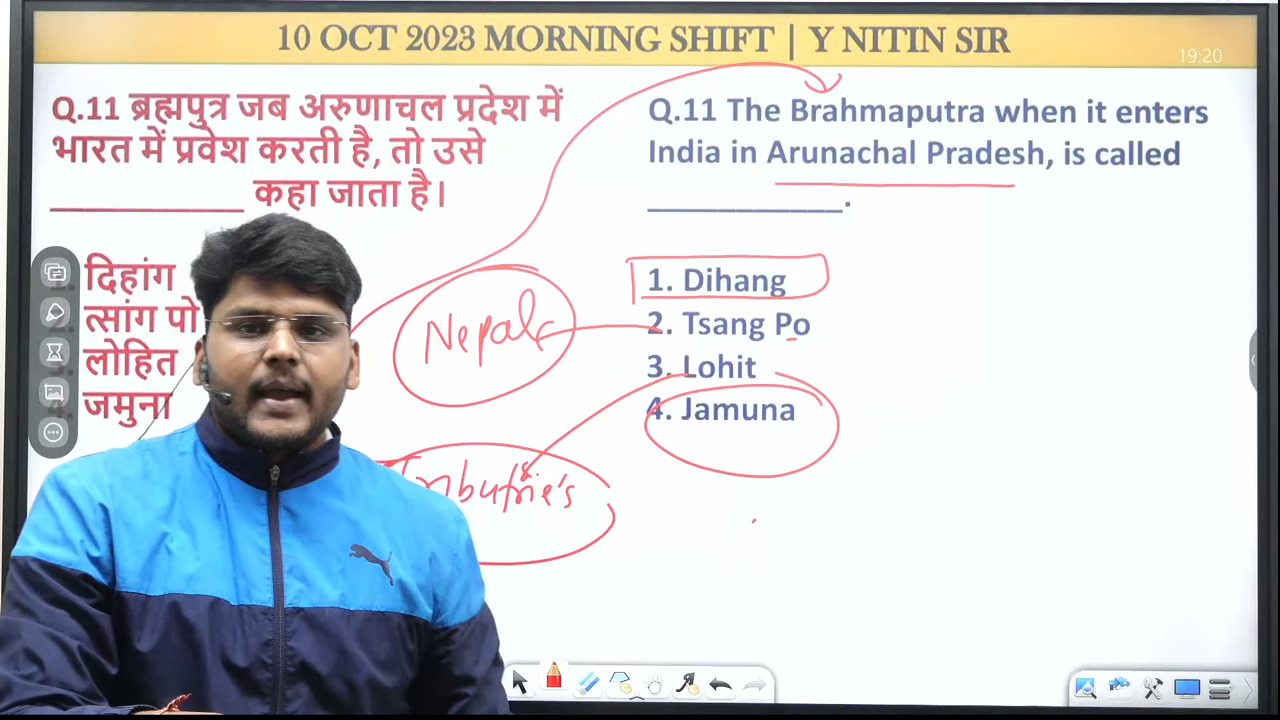 10 OCT 2023 MORNING SHIFT | Y NITIN SIR
19:20
Q.11 ब्रह्मपुत्र जब अरुणाचल प्रदेश में
भारत में प्रवेश करती है, तो उसे
___________ कहा जाता है।
दिहांग
त्सांग पो
लोहित
जमुना
Q.11 The Brahmaputra when it enters
India in Arunachal Pradesh, is called
___________.
1. Dihang
2. Tsang Po
3. Lohit
4. Jamuna
Nepal